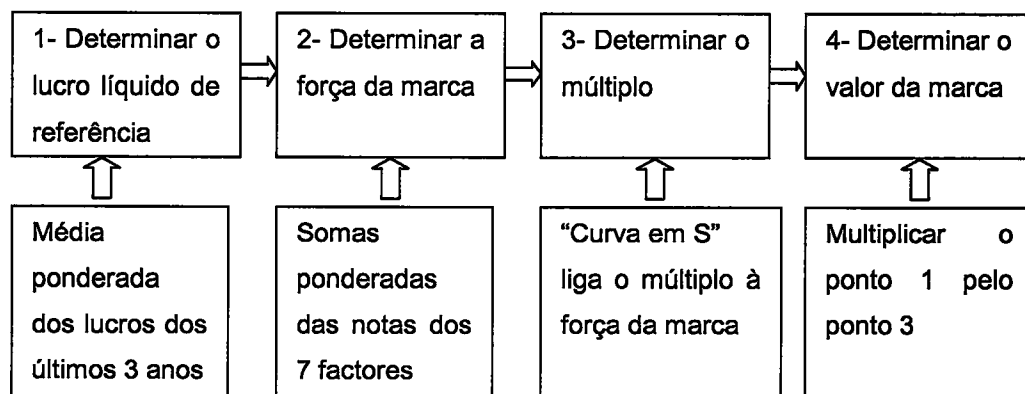 1- Determinar o
lucro líquido de
referência
2- Determinar a
força da marca
3- Determinar o
múltiplo
4- Determinar o
valor da marca
Média
ponderada
dos lucros dos
últimos 3 anos
Somas
ponderadas
das notas dos
7 factores
“Curva em S”
liga o múltiplo à
força da marca
Multiplicar o
ponto 1 pelo
ponto 3